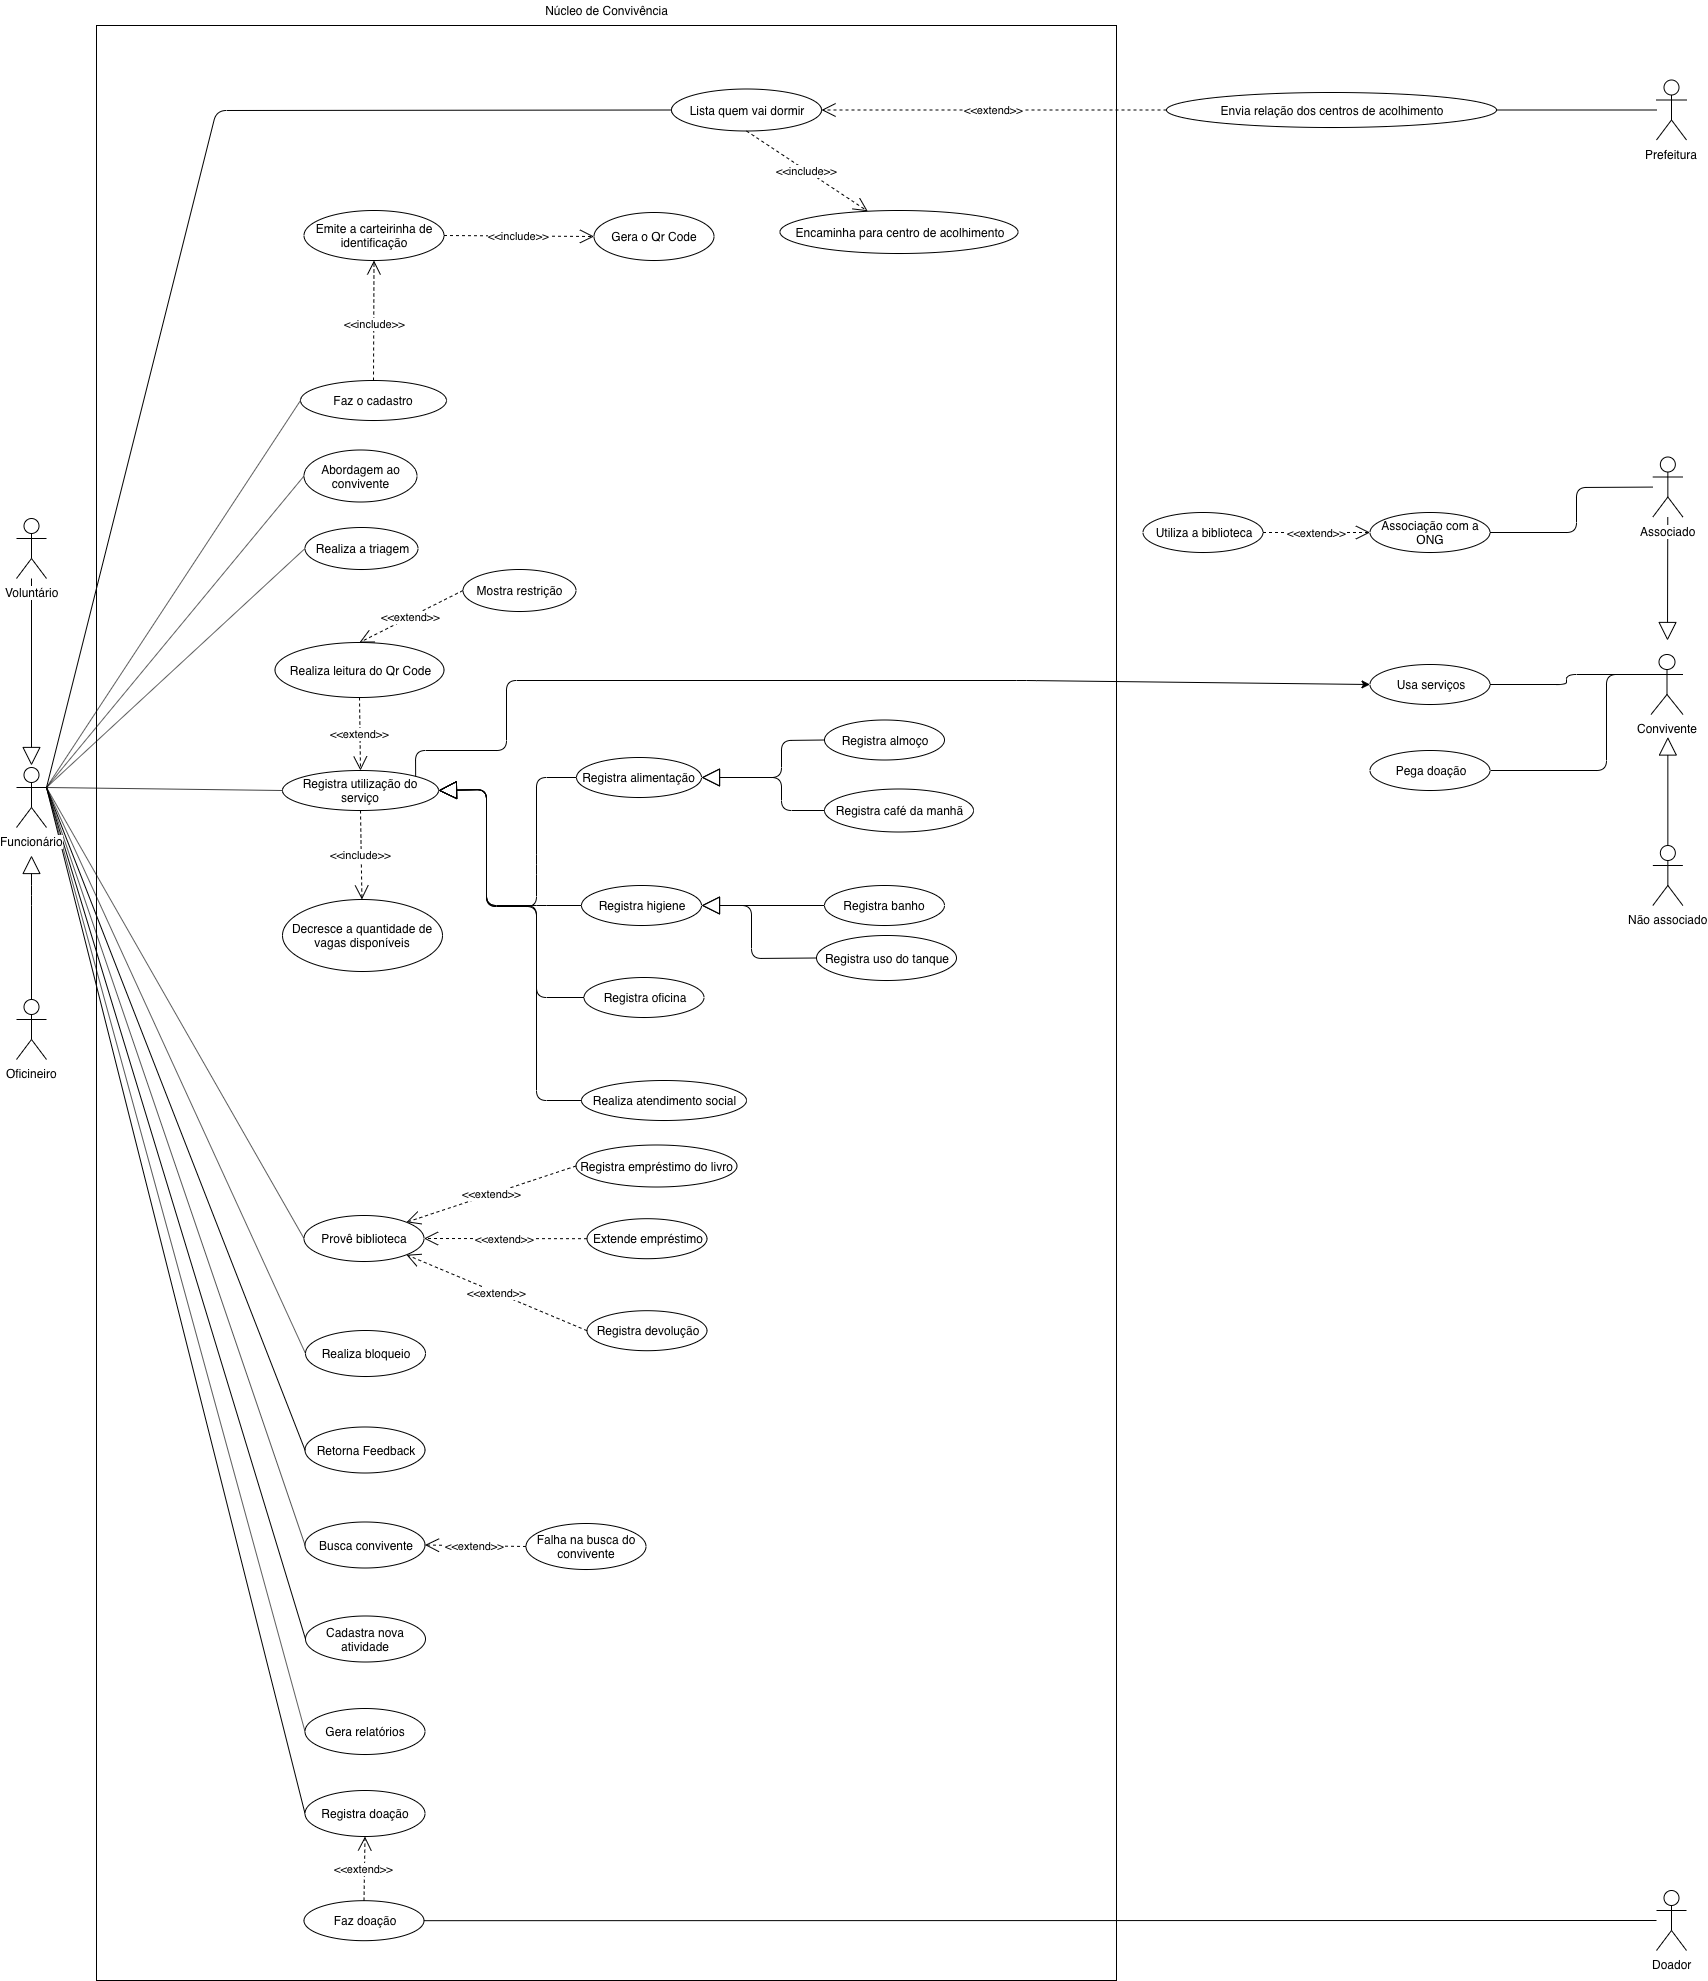 Núcleo de Convivência
Lista quem vai dormir
<<extend>>
Envia relação dos centros de acolhimento
Prefeitura
<<include>>
Emite a carteirinha de
identificação
<<include>>
Gera o Qr Code
Encaminha para centro de acolhimento
<<include>>
Faz o cadastro
Abordagem ao
convivente
Realiza a triagem
Utiliza a biblioteca
<<extend>>
Associação com a
ONG
Associado
Voluntário
Mostra restrição
<<extend>>
Realiza leitura do Qr Code
Usa serviços
Convivente
<<extend>>
Registra almoço
Pega doação
Registra utilização do
serviço
Registra alimentação
Registra café da manhã
Funcionário
<<include>>
Registra higiene
Registra banho
Não associado
Decresce a quantidade de
vagas disponíveis
Registra uso do tanque
Registra oficina
Oficineiro
Realiza atendimento social
Registra empréstimo do livro
<<extend>>
Provê biblioteca
<<extend>>
Extende empréstimo
<<extend>>
Registra devolução
Realiza bloqueio
Retorna Feedback
Busca convivente
<<extend>>
Falha na busca do
convivente
Cadastra nova
atividade
Gera relatórios
Registra doação
<<extend>>
Faz doação
Doador